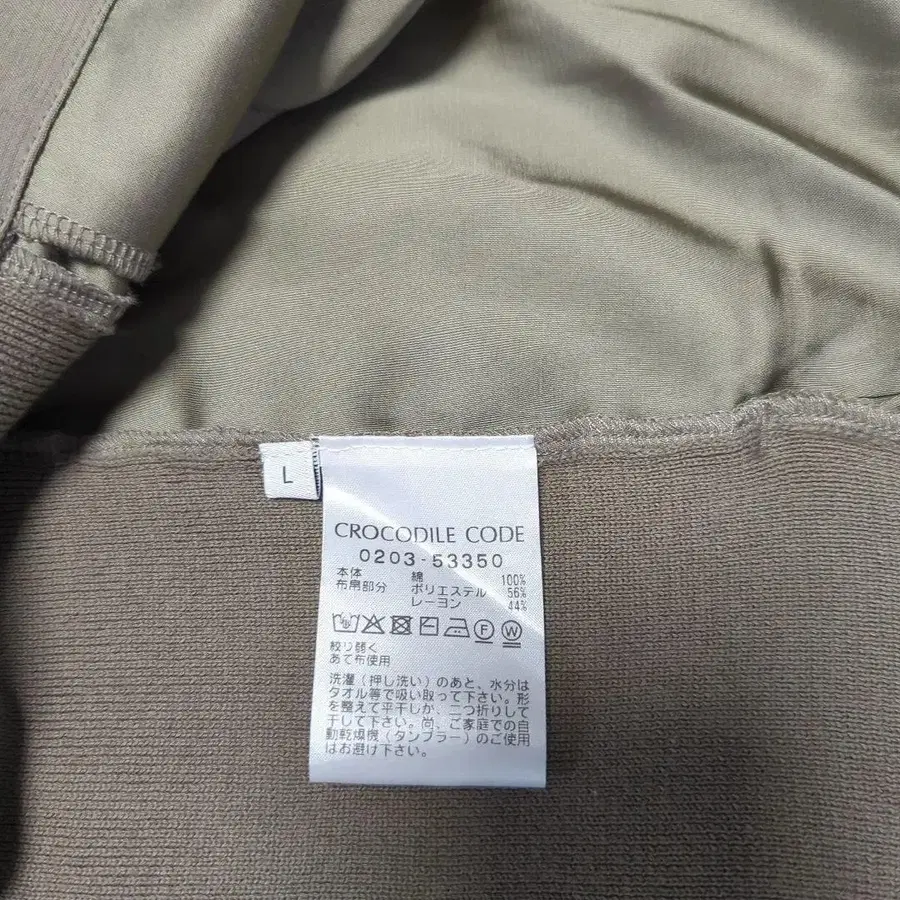 L
CROCODILE CODE
0203-53350
本体 綿 100%
布帛部分 ポリエステル 56%
レーヨン 44%
F W
絞り弱く
あて布使用
洗濯（押し洗い）のあと、水分は
タオル等で吸い取って下さい。形
を整えて平干しか、二つ折りして
干して下さい。尚、ご家庭での自
動乾燥機（タンブラー）のご使用
はお避け下さい。